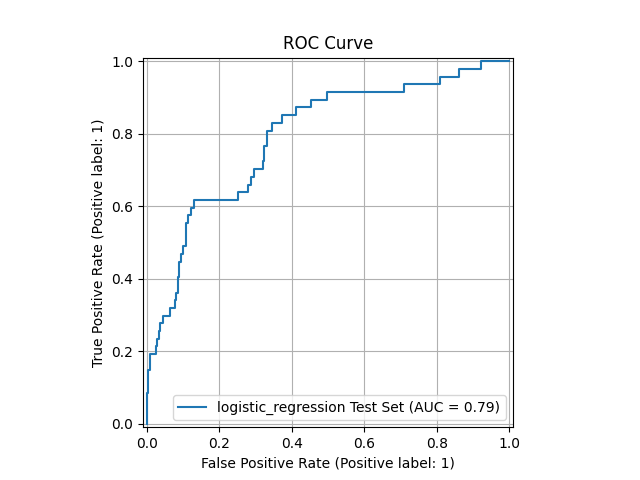 ROC Curve
1.0
0.8
0.6
0.4
0.2
0.0
True Positive Rate (Positive label: 1)
logistic_regression Test Set (AUC = 0.79)
0.0 0.2 0.4 0.6 0.8 1.0
False Positive Rate (Positive label: 1)